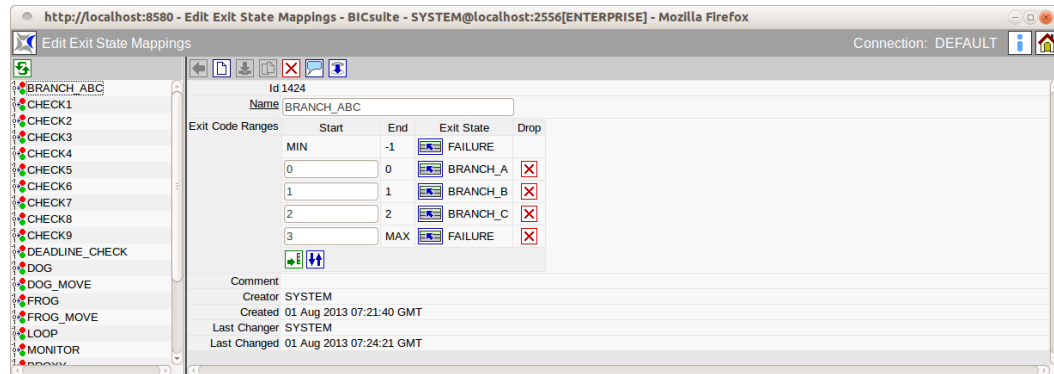 http://localhost:8580 - Edit Exit State Mappings - BICsuite - SYSTEM@localhost:2556[ENTERPRISE] - Mozilla Firefox
Edit Exit State Mappings
Connection: DEFAULT
BRANCH_ABC
CHECK1
CHECK2
CHECK3
CHECK4
CHECK5
CHECK6
CHECK7
CHECK8
CHECK9
DEADLINE_CHECK
DOG
DOG_MOVE
FROG
FROG_MOVE
LOOP
MONITOR
PROXY
Id 1424
Name BRANCH_ABC
Exit Code Ranges Start End Exit State Drop
MIN -1 FAILURE
0 0 BRANCH_A
1 1 BRANCH_B
2 2 BRANCH_C
3 MAX FAILURE
Comment
Creator SYSTEM
Created 01 Aug 2013 07:21:40 GMT
Last Changer SYSTEM
Last Changed 01 Aug 2013 07:24:21 GMT